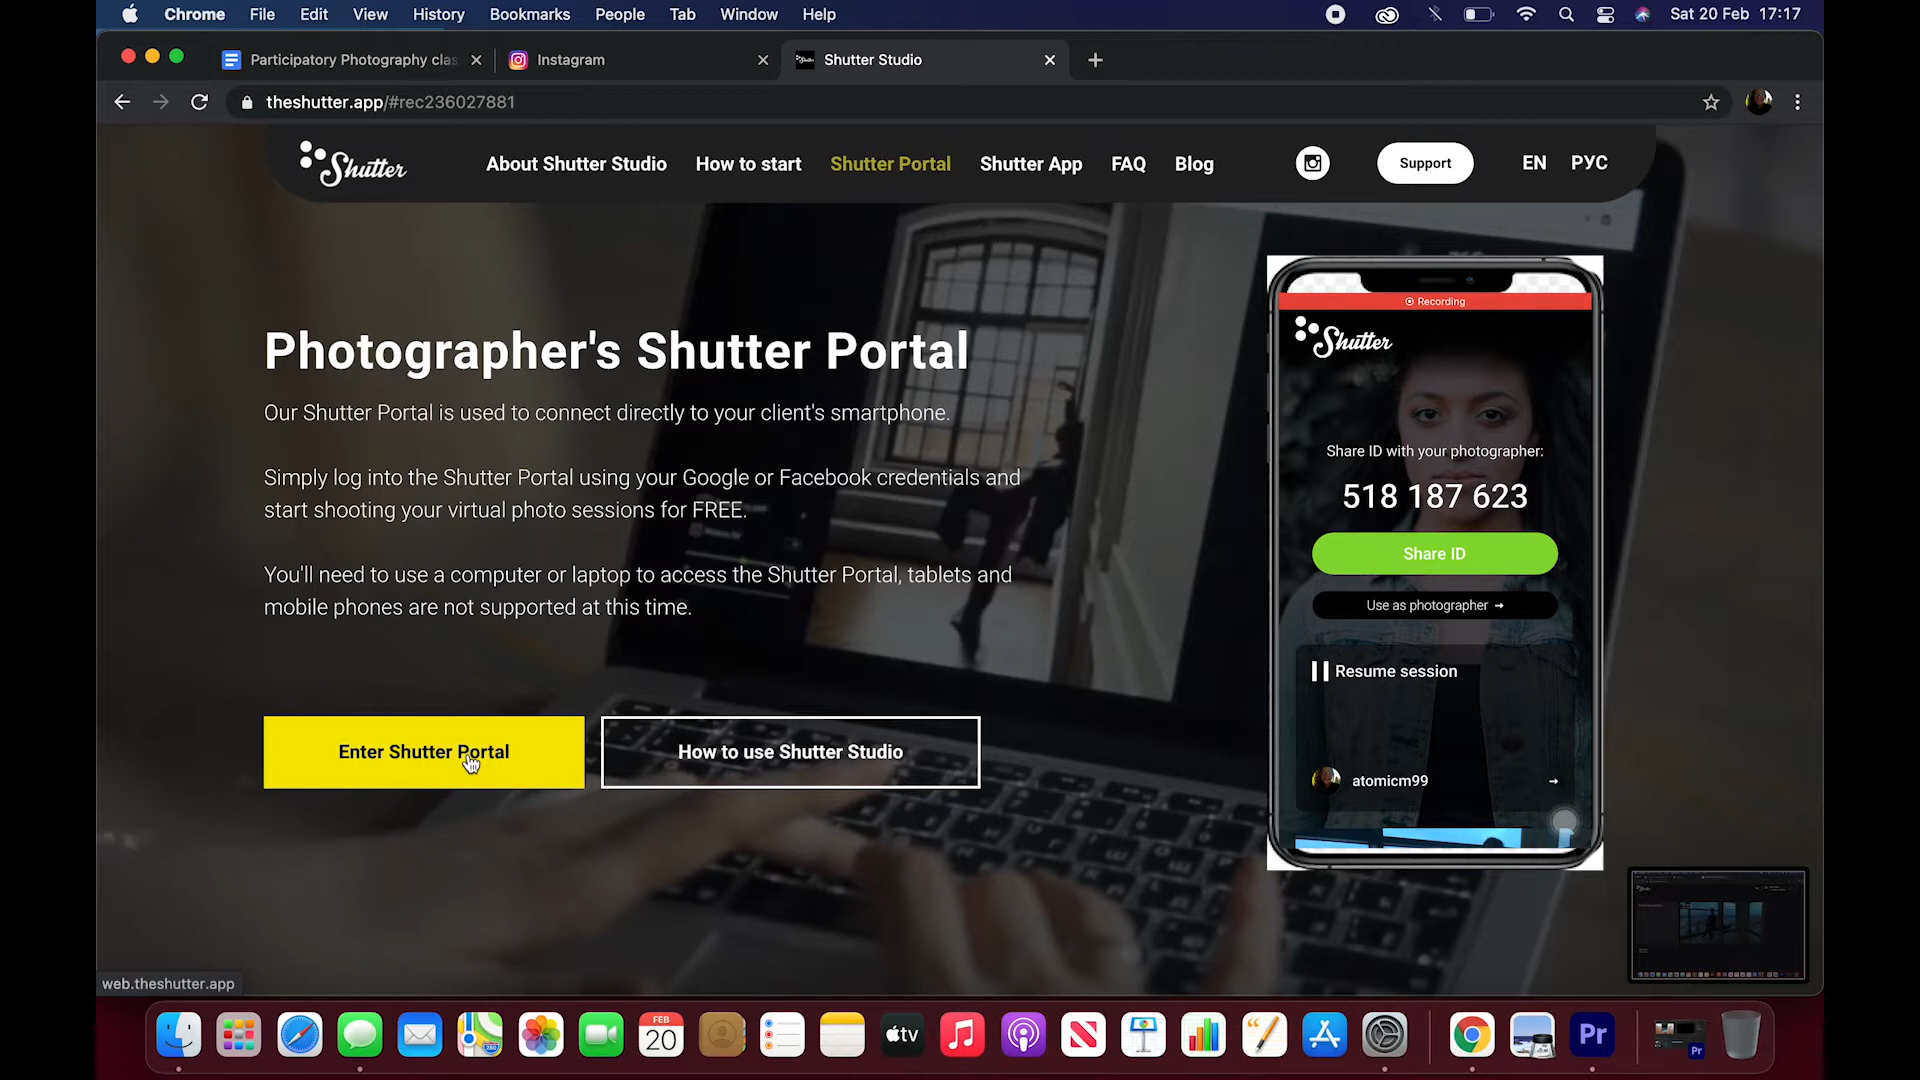 Chrome File Edit View History Bookmarks People Tab Window Help Sat 20 Feb 17:17
Participatory Photography clas Instagram Shutter Studio
theshutter.app/#rec236027881
Shutter About Shutter Studio How to start Shutter Portal Shutter App FAQ Blog Support EN РУС
Recording
Shutter
Photographer's Shutter Portal
Our Shutter Portal is used to connect directly to your client's smartphone.
Simply log into the Shutter Portal using your Google or Facebook credentials and
start shooting your virtual photo sessions for FREE.
You'll need to use a computer or laptop to access the Shutter Portal, tablets and
mobile phones are not supported at this time.
Enter Shutter Portal
How to use Shutter Studio
Share ID with your photographer:
518 187 623
Share ID
Use as photographer →
Resume session
atomicm99 →
web.theshutter.app
FEB
20
tv
Pr
Pr